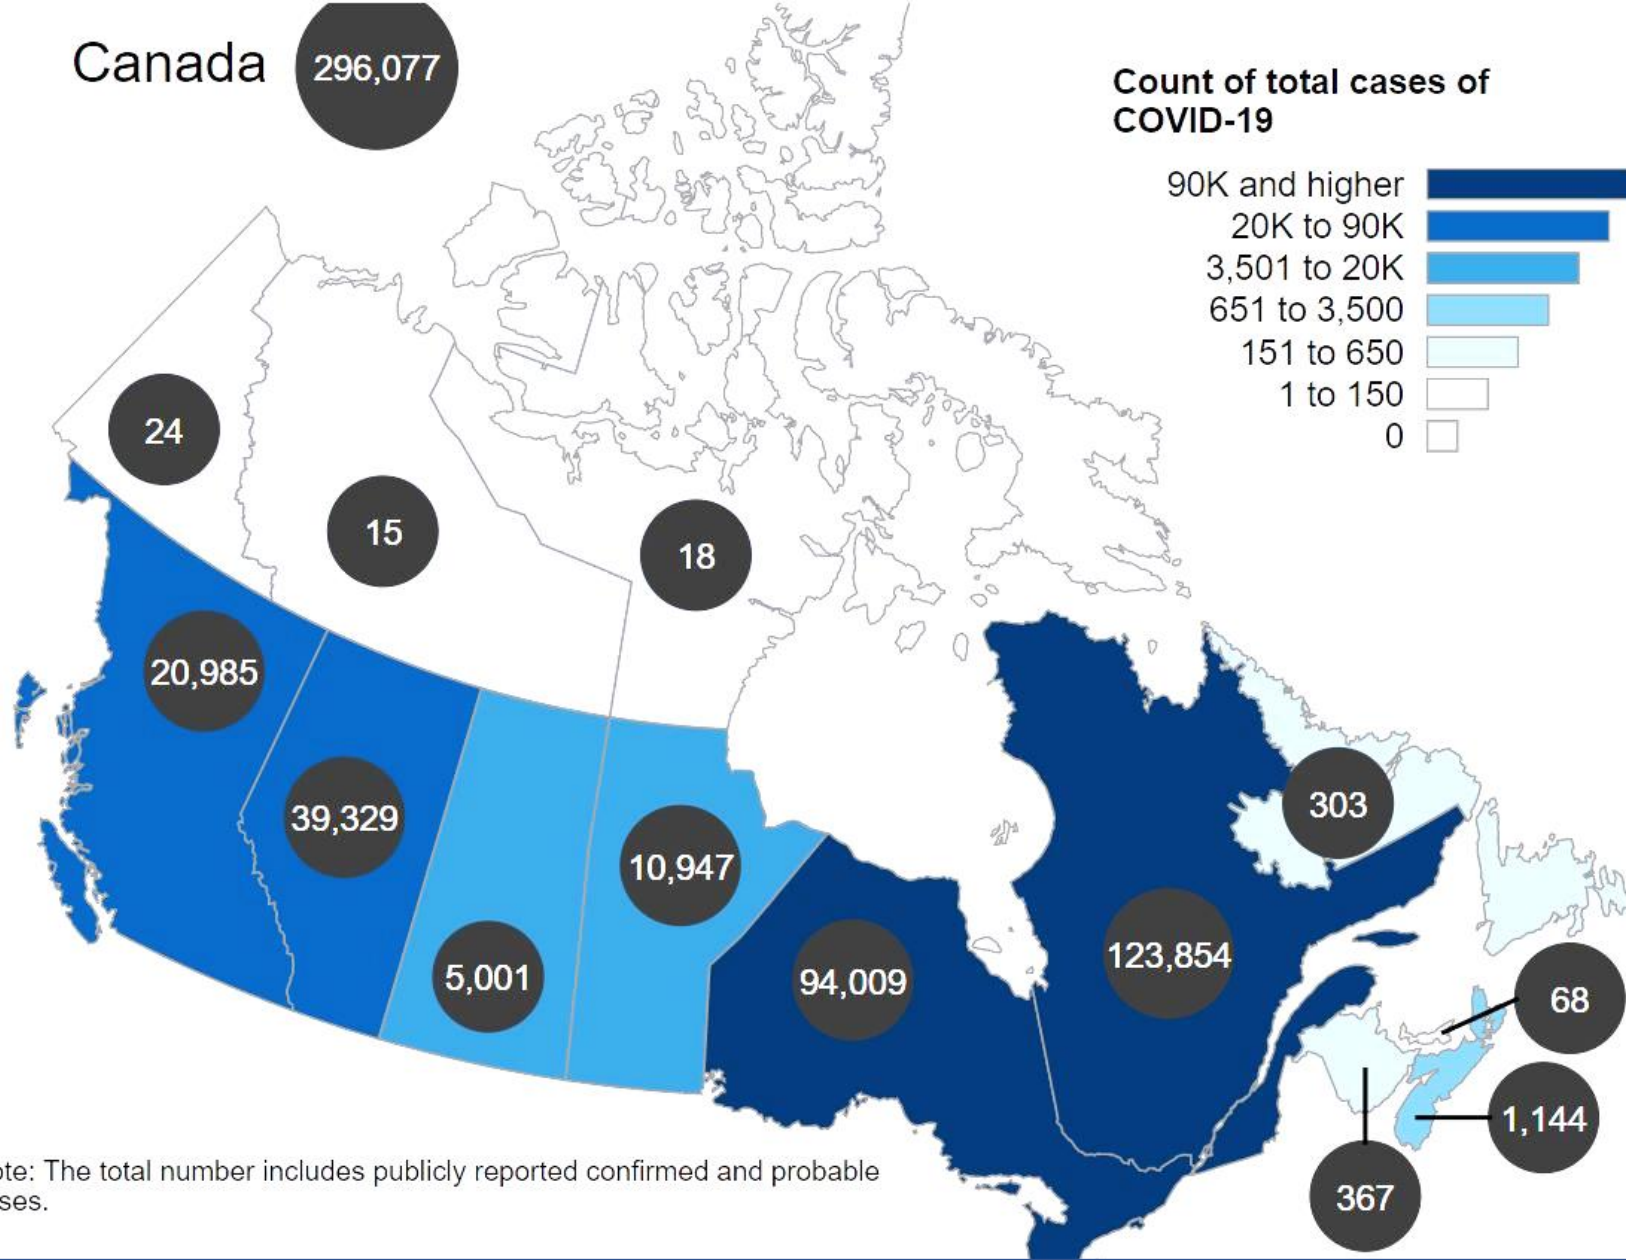 Canada 296,077
Count of total cases of
COVID-19
90K and higher
20K to 90K
3,501 to 20K
651 to 3,500
151 to 650
1 to 150
0
24
15
18
20,985
39,329
5,001
10,947
94,009
123,854
303
68
1,144
367
The total number includes publicly reported confirmed and probable